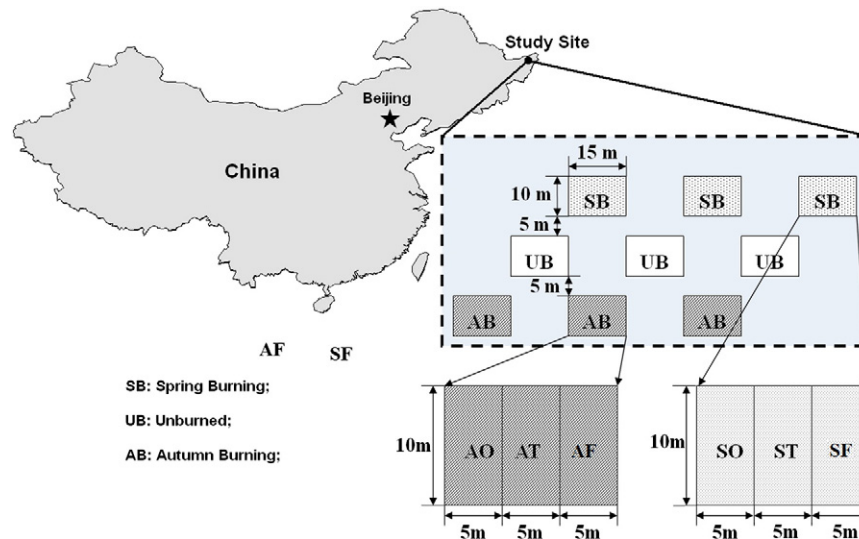 Study Site
Beijing
China
15 m
10 m
SB SB SB
5 m
UB UB UB
5 m
AB AB AB
AF SF
SB: Spring Burning;
UB: Unburned;
AB: Autumn Burning;
10m
AO AT AF
5m 5m 5m
10m
SO ST SF
5m 5m 5m